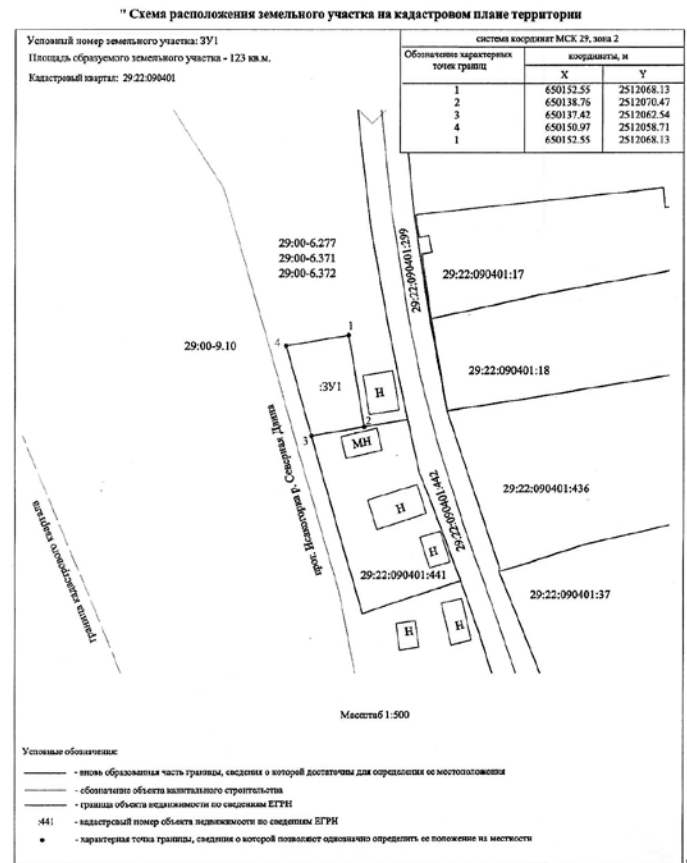 " Схема расположения земельного участка на кадастровом плане территории
Условный номер земельного участка: ЗУ1
Площадь образуемого земельного участка - 123 кв.м.
Кадастровый квартал: 29:22:090401
система координат МСК 29, зона 2
Обозначение характерных точек границ
координаты, м
X Y
1 650152.55 2512068.13
2 650138.76 2512070.47
3 650137.42 2512062.54
4 650150.97 2512058.71
1 650152.55 2512068.13
29:00-6.277
29:00-6.371
29:00-6.372
29:22:090401:299
29:22:090401:17
29:00-9.10
1
4
:ЗУ1
Н
29:22:090401:18
2
3
МН
прот. Исакогорка р. Северная Двина
29:22:090401:442
29:22:090401:436
Н
Н
29:22:090401:441
29:22:090401:37
Н
Н
граница кадастрового квартала
Масштаб 1:500
Условные обозначения:
- вновь образованная часть границы, сведения о которой достаточны для определения ее местоположения
- обозначение объекта капитального строительства
- граница объекта недвижимости по сведениям ЕГРН
:441 - кадастровый номер объекта недвижимости по сведениям ЕГРН
- характерная точка границы, сведения о которой позволяют однозначно определить ее положение на местности